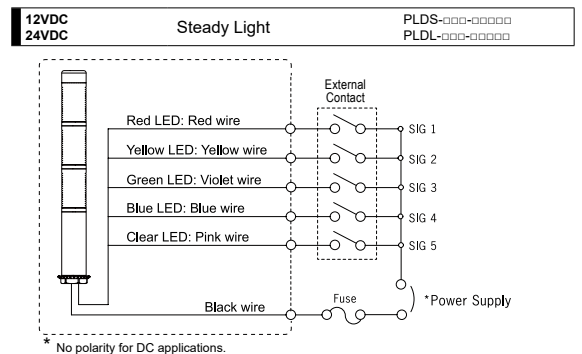 12VDC
24VDC
Steady Light
PLDS-□□□-□□□□□
PLDL-□□□-□□□□□
External
Contact
Red LED: Red wire
SIG 1
Yellow LED: Yellow wire
SIG 2
Green LED: Violet wire
SIG 3
Blue LED: Blue wire
SIG 4
Clear LED: Pink wire
SIG 5
Black wire
Fuse
*Power Supply
* No polarity for DC applications.